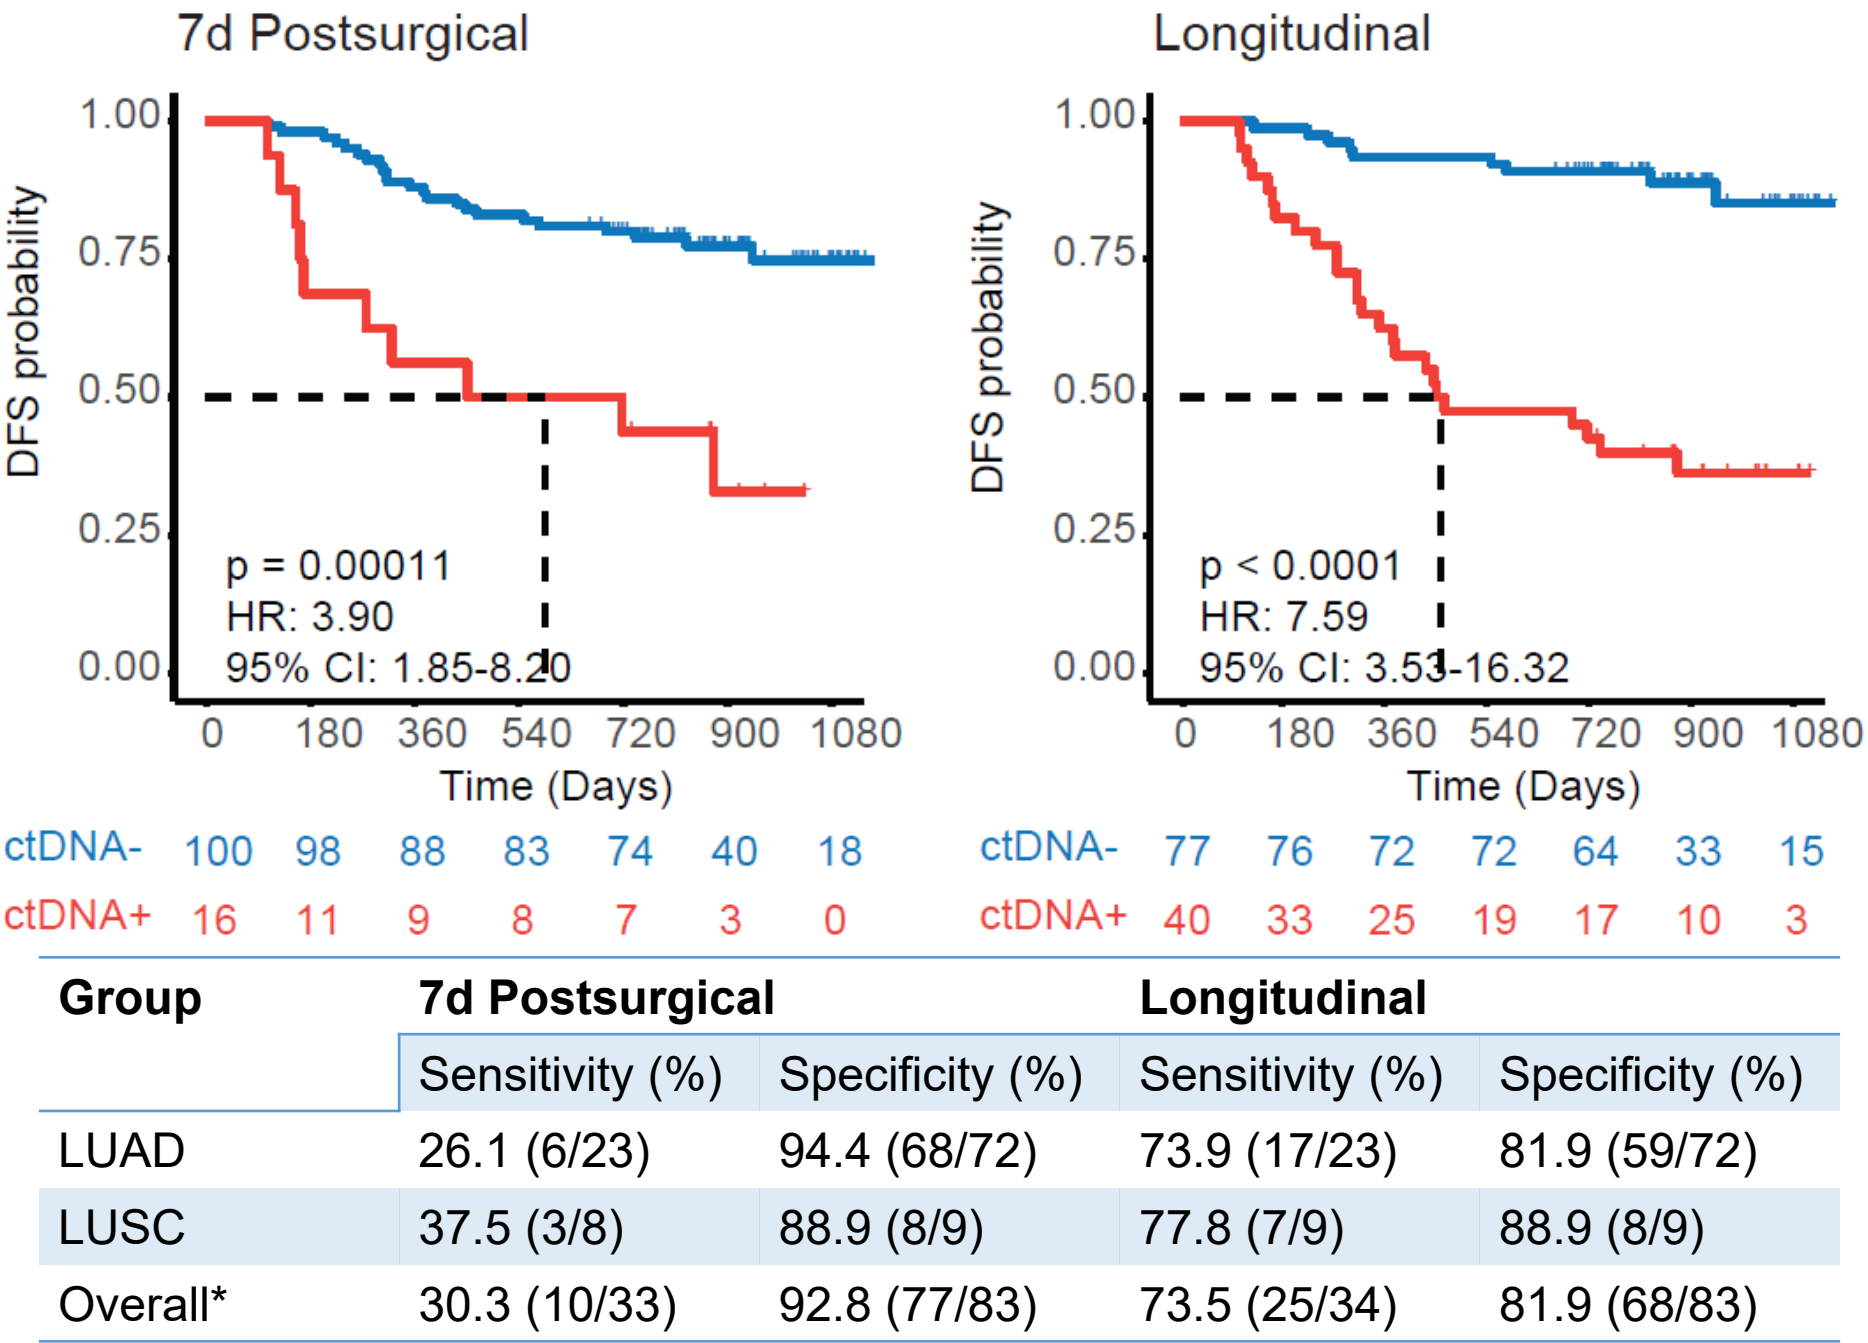 7d Postsurgical
DFS probability
1.00
0.75
0.50
0.25
0.00
p = 0.00011
HR: 3.90
95% CI: 1.85-8.20
0 180 360 540 720 900 1080
Time (Days)
ctDNA- 100 98 88 83 74 40 18
ctDNA+ 16 11 9 8 7 3 0
Longitudinal
DFS probability
1.00
0.75
0.50
0.25
0.00
p < 0.0001
HR: 7.59
95% CI: 3.53-16.32
0 180 360 540 720 900 1080
Time (Days)
ctDNA- 77 76 72 72 64 33 15
ctDNA+ 40 33 25 19 17 10 3
Group 7d Postsurgical Longitudinal
Sensitivity (%) Specificity (%) Sensitivity (%) Specificity (%)
LUAD 26.1 (6/23) 94.4 (68/72) 73.9 (17/23) 81.9 (59/72)
LUSC 37.5 (3/8) 88.9 (8/9) 77.8 (7/9) 88.9 (8/9)
Overall* 30.3 (10/33) 92.8 (77/83) 73.5 (25/34) 81.9 (68/83)